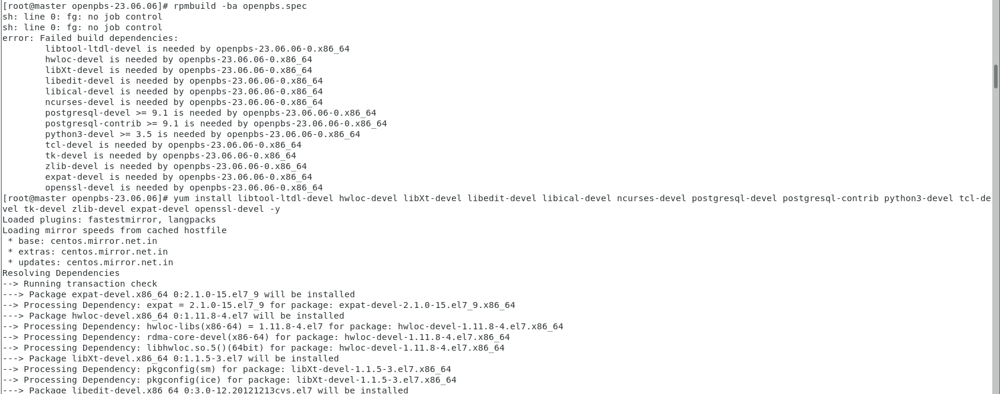 [root@master openpbs-23.06.06]# rpmbuild -ba openpbs.spec
sh: line 0: fg: no job control
sh: line 0: fg: no job control
error: Failed build dependencies:
        libtool-ltdl-devel is needed by openpbs-23.06.06-0.x86_64
        hwloc-devel is needed by openpbs-23.06.06-0.x86_64
        libXt-devel is needed by openpbs-23.06.06-0.x86_64
        libedit-devel is needed by openpbs-23.06.06-0.x86_64
        libical-devel is needed by openpbs-23.06.06-0.x86_64
        ncurses-devel is needed by openpbs-23.06.06-0.x86_64
        postgresql-devel >= 9.1 is needed by openpbs-23.06.06-0.x86_64
        postgresql-contrib >= 9.1 is needed by openpbs-23.06.06-0.x86_64
        python3-devel >= 3.5 is needed by openpbs-23.06.06-0.x86_64
        tcl-devel is needed by openpbs-23.06.06-0.x86_64
        tk-devel is needed by openpbs-23.06.06-0.x86_64
        zlib-devel is needed by openpbs-23.06.06-0.x86_64
        expat-devel is needed by openpbs-23.06.06-0.x86_64
        openssl-devel is needed by openpbs-23.06.06-0.x86_64
[root@master openpbs-23.06.06]# yum install libtool-ltdl-devel hwloc-devel libXt-devel libedit-devel libical-devel ncurses-devel postgresql-devel postgresql-contrib python3-devel tcl-de
vel tk-devel zlib-devel expat-devel openssl-devel -y
Loaded plugins: fastestmirror, langpacks
Loading mirror speeds from cached hostfile
 * base: centos.mirror.net.in
 * extras: centos.mirror.net.in
 * updates: centos.mirror.net.in
Resolving Dependencies
--> Running transaction check
---> Package expat-devel.x86_64 0:2.1.0-15.el7_9 will be installed
--> Processing Dependency: expat = 2.1.0-15.el7_9 for package: expat-devel-2.1.0-15.el7_9.x86_64
---> Package hwloc-devel.x86_64 0:1.11.8-4.el7 will be installed
--> Processing Dependency: hwloc-libs(x86-64) = 1.11.8-4.el7 for package: hwloc-devel-1.11.8-4.el7.x86_64
--> Processing Dependency: rdma-core-devel(x86-64) for package: hwloc-devel-1.11.8-4.el7.x86_64
--> Processing Dependency: libhwloc.so.5()(64bit) for package: hwloc-devel-1.11.8-4.el7.x86_64
---> Package libXt-devel.x86_64 0:1.1.5-3.el7 will be installed
--> Processing Dependency: pkgconfig(sm) for package: libXt-devel-1.1.5-3.el7.x86_64
--> Processing Dependency: pkgconfig(ice) for package: libXt-devel-1.1.5-3.el7.x86_64
---> Package libedit-devel.x86_64 0:3.0-12.20121213cvs.el7 will be installed